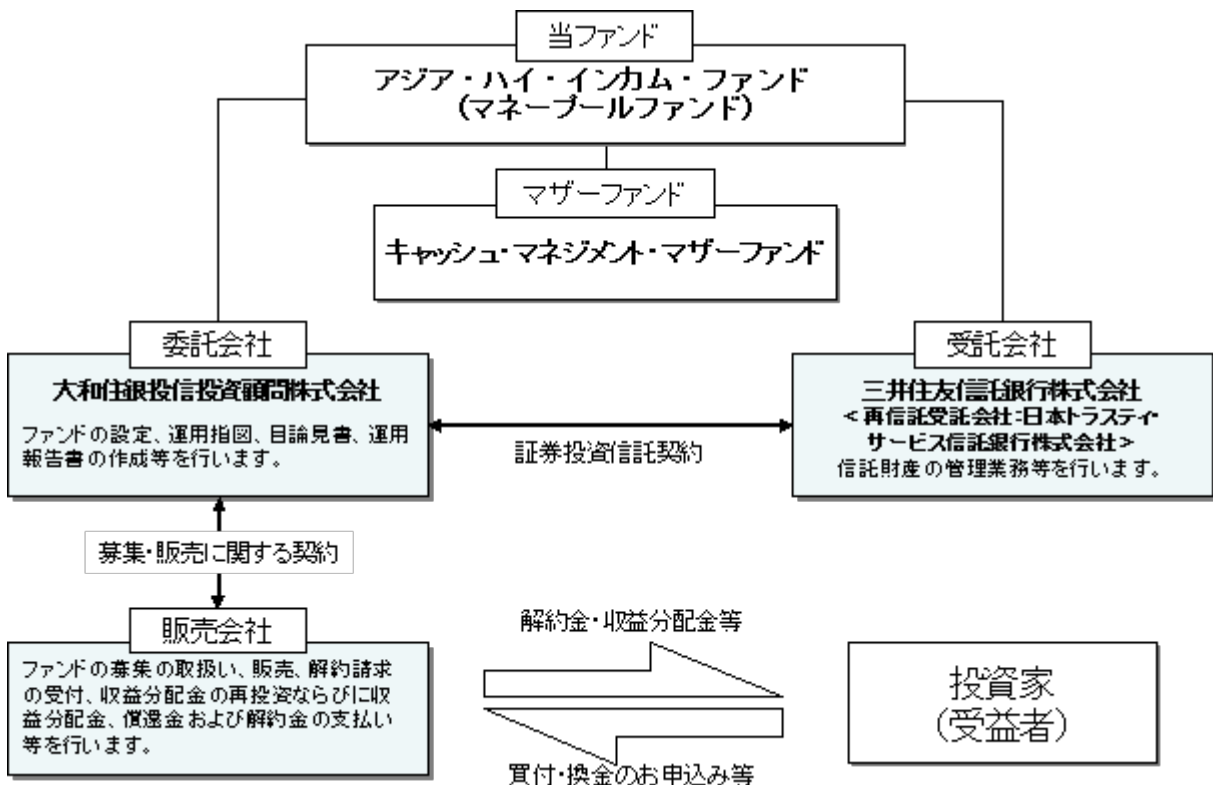 当ファンド
アジア・ハイ・インカム・ファンド
(マネープールファンド)
マザーファンド
キャッシュ・マネジメント・マザーファンド
委託会社
大和住銀投信投資顧問株式会社
ファンドの設定、運用指図、目論見書、運用
報告書の作成等を行います。
証券投資信託契約
受託会社
三井住友信託銀行株式会社
<再信託受託会社:日本トラスティ・
サービス信託銀行株式会社>
信託財産の管理業務等を行います。
募集・販売に関する契約
販売会社
ファンドの募集の取扱い、販売、解約請求
の受付、収益分配金の再投資ならびに収
益分配金、償還金および解約金の支払い
等を行います。
解約金・収益分配金等
買付・換金のお申込み等
投資家
(受益者)